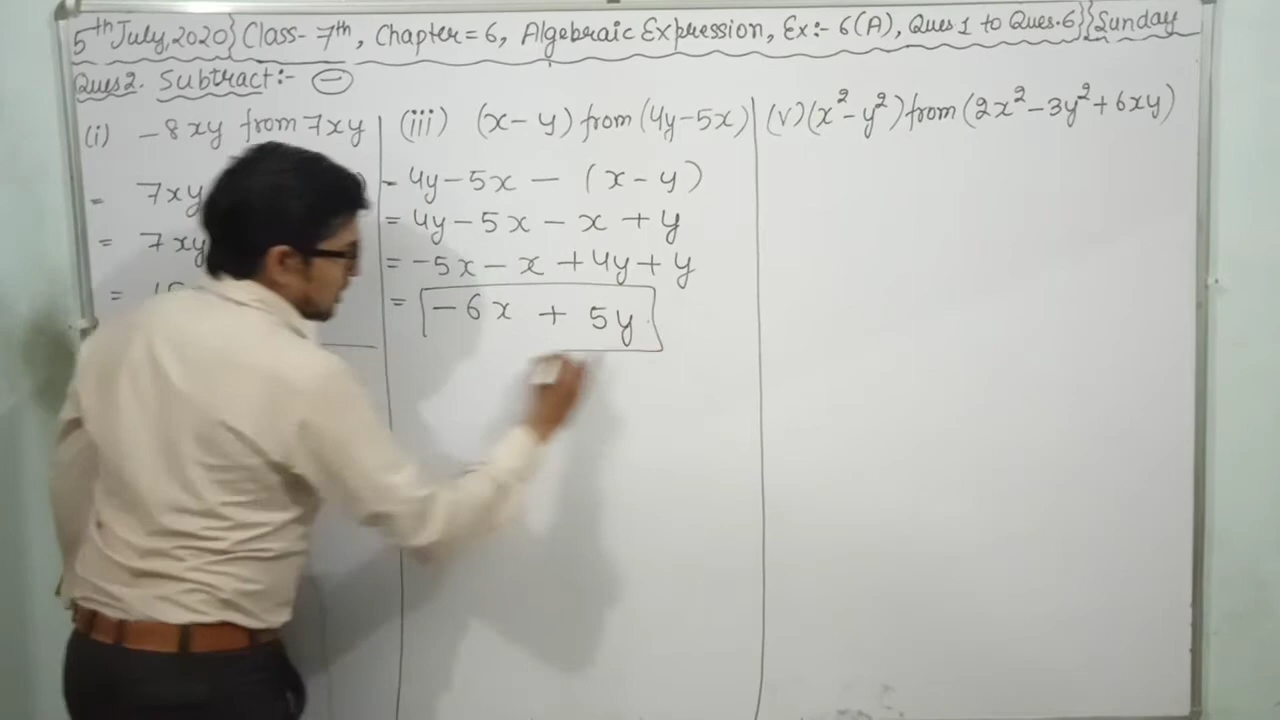 5th July, 2020} Class- 7th, Chapter = 6, Algebraic Expression, Ex:- 6(A), Ques 1 to Ques.6}} Sunday
Ques 2. Subtract:- ⊖
(i) -8xy from 7xy
= 7xy
= 7xy
=
(iii) (x-y) from (4y-5x)
- 4y-5x - (x-y)
= 4y-5x - x + y
= -5x - x + 4y + y
= -6x + 5y
(v) (x² - y²) from (2x² - 3y² + 6xy)